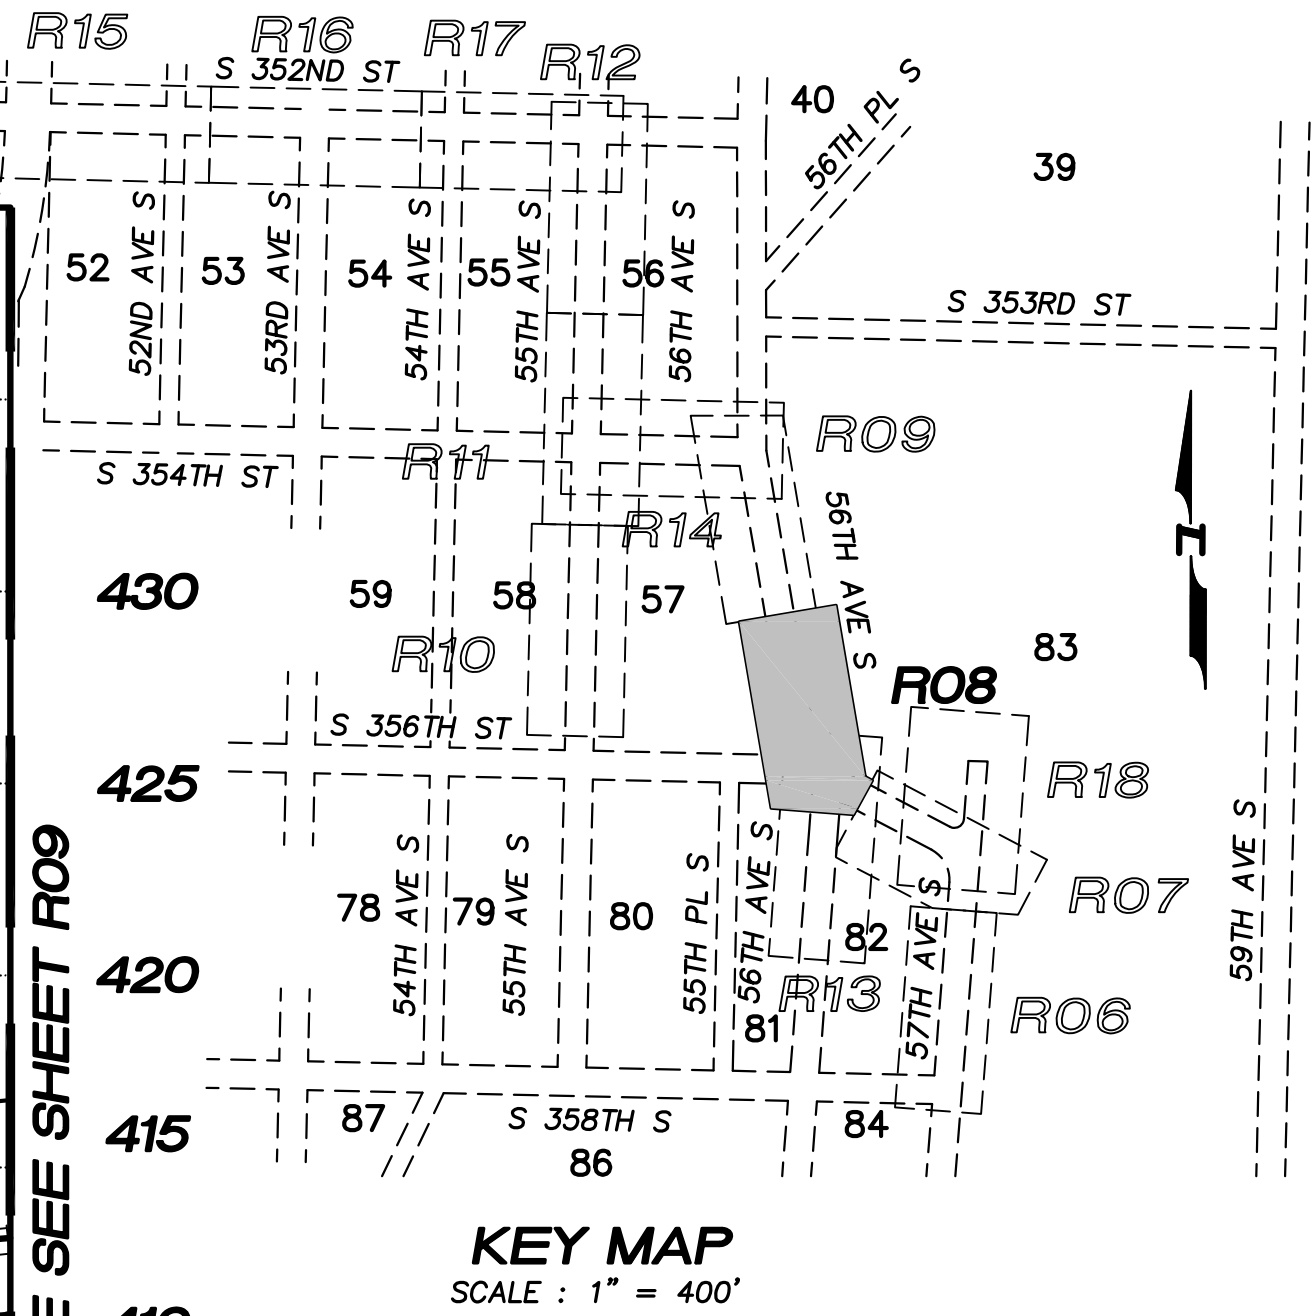 R15
R16
R17
R12
S 352ND ST
40
56TH PL S
39
52
52ND AVE S
53
53RD AVE S
54
54TH AVE S
55
55TH AVE S
56
56TH AVE S
S 353RD ST
R09
R11
S 354TH ST
R14
56TH AVE S
430
59
58
57
83
R10
R08
S 356TH ST
425
R18
SEE SHEET R09
78
54TH AVE S
79
55TH AVE S
80
55TH PL S
56TH AVE S
82
57TH AVE S
R07
59TH AVE S
420
R13
R06
81
415
87
S 358TH S
84
86
KEY MAP
SCALE : 1" = 400'